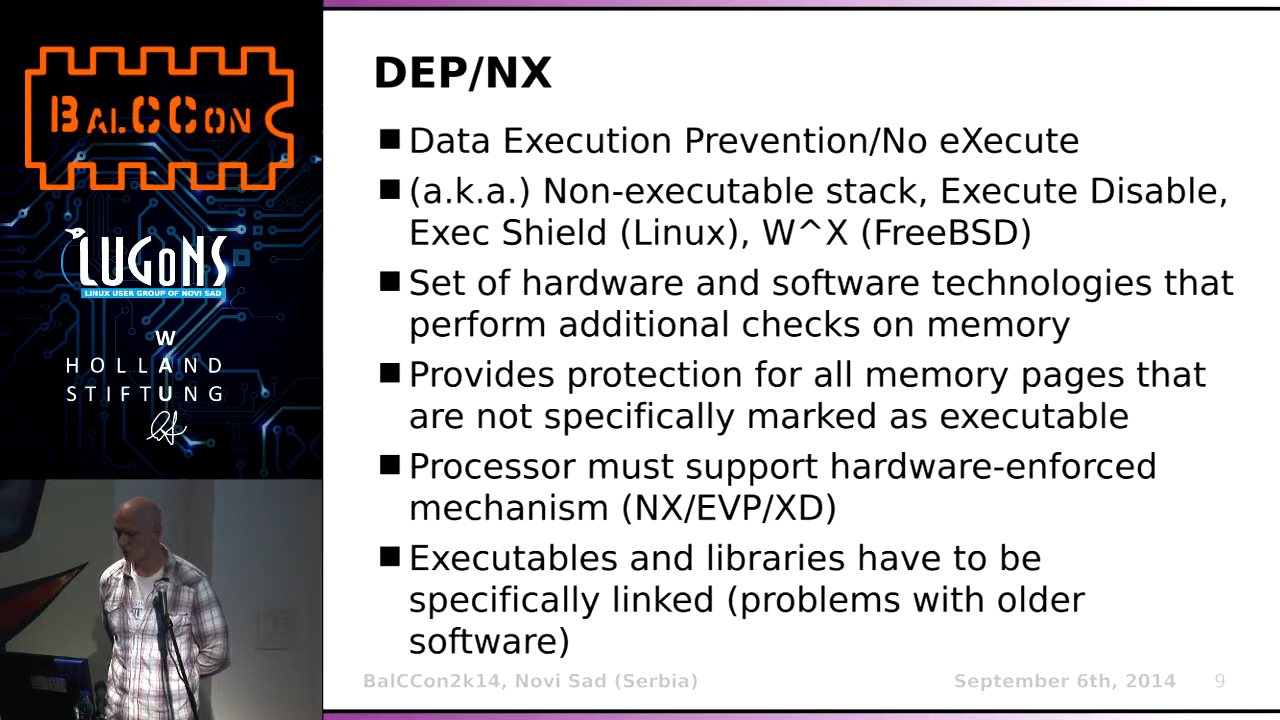 BALCCON
LUGONS
LINUX USER GROUP OF NOVI SAD
W
HOLLAND
STIFTUNG
DEP/NX
Data Execution Prevention/No eXecute
(a.k.a.) Non-executable stack, Execute Disable,
Exec Shield (Linux), W^X (FreeBSD)
Set of hardware and software technologies that
perform additional checks on memory
Provides protection for all memory pages that
are not specifically marked as executable
Processor must support hardware-enforced
mechanism (NX/EVP/XD)
Executables and libraries have to be
specifically linked (problems with older
software)
BalCCon2k14, Novi Sad (Serbia)
September 6th, 2014 9